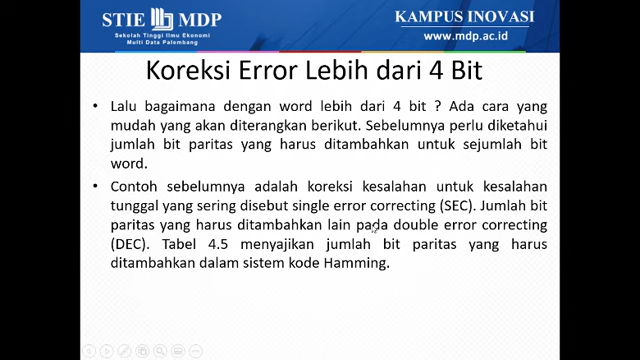 STIE MDP
Sekolah Tinggi Ilmu Ekonomi
Multi Data Palembang
KAMPUS INOVASI
www.mdp.ac.id
Koreksi Error Lebih dari 4 Bit
• Lalu bagaimana dengan word lebih dari 4 bit ? Ada cara yang
mudah yang akan diterangkan berikut. Sebelumnya perlu diketahui
jumlah bit paritas yang harus ditambahkan untuk sejumlah bit
word.
• Contoh sebelumnya adalah koreksi kesalahan untuk kesalahan
tunggal yang sering disebut single error correcting (SEC). Jumlah bit
paritas yang harus ditambahkan lain pada double error correcting
(DEC). Tabel 4.5 menyajikan jumlah bit paritas yang harus
ditambahkan dalam sistem kode Hamming.